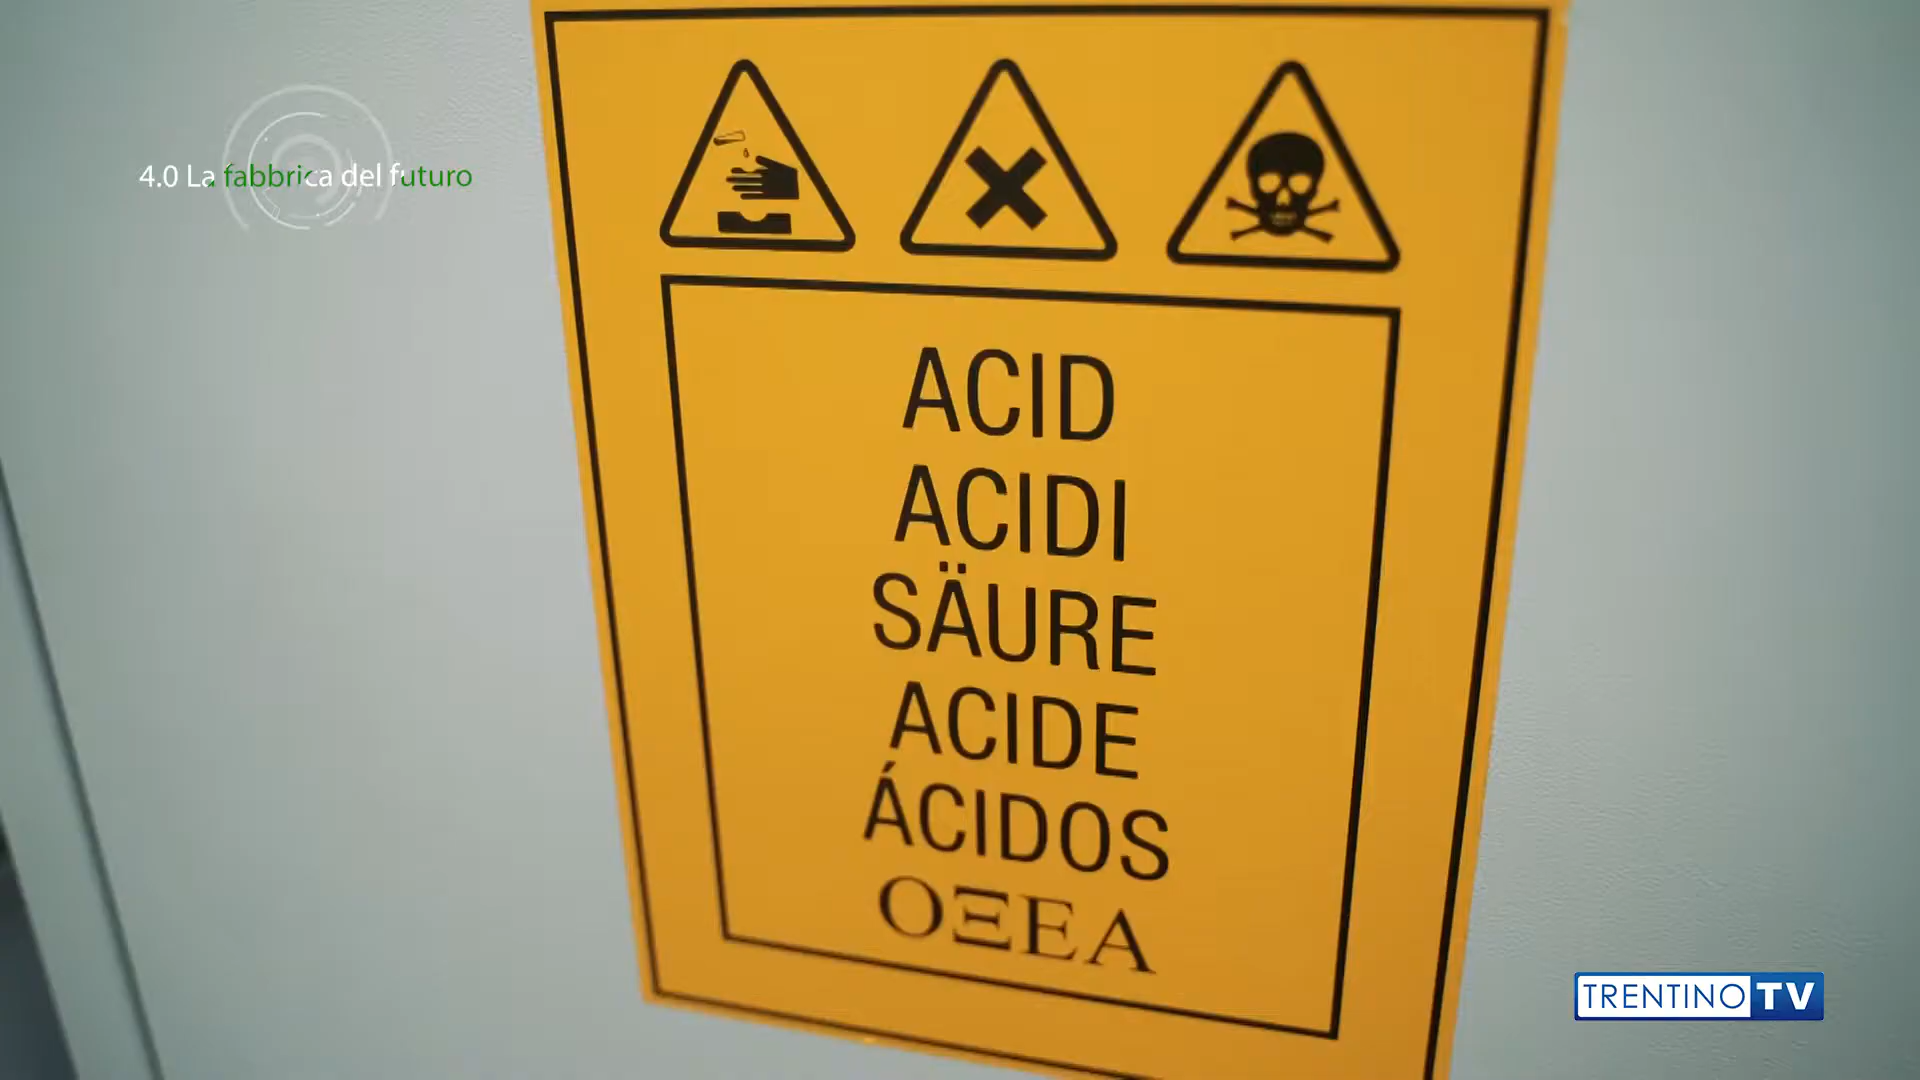 4.0 La fabbrica del futuro
ACID
ACIDI
SÄURE
ACIDE
ÁCIDOS
ΟΞΕΑ
TRENTINO TV